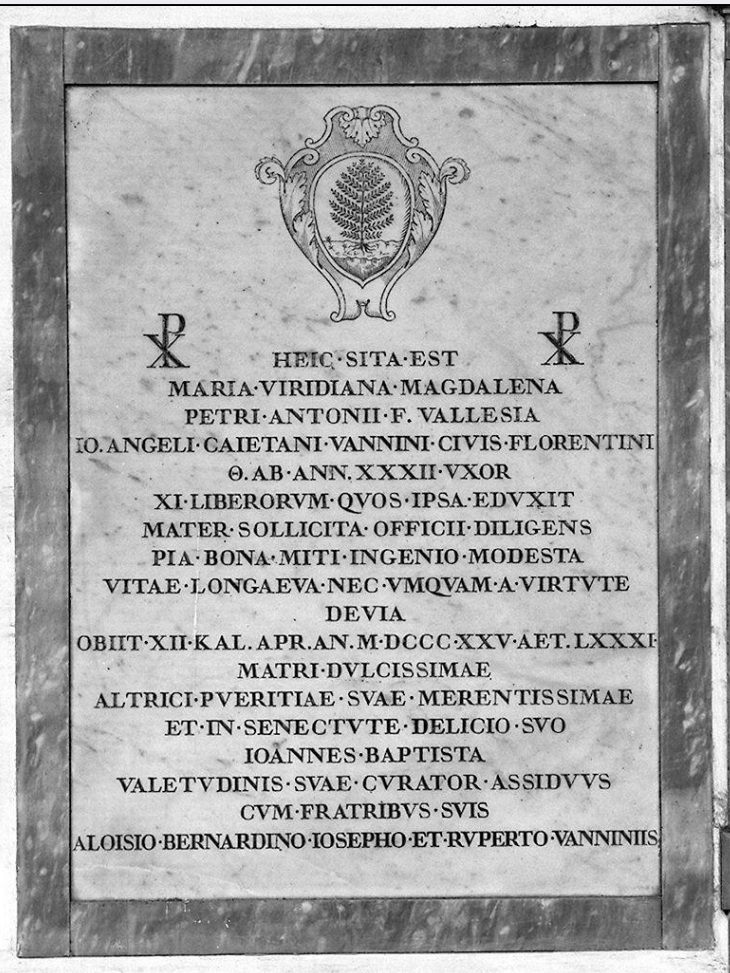 ☧ HEIC·SITA·EST ☧
MARIA·VIRIDIANA·MAGDALENA
PETRI·ANTONII·F. VALLESIA
IO. ANGELI·CAIETANI·VANNINI·CIVIS·FLORENTINI
Θ. AB·ANN. XXXII·VXOR
XI·LIBERORVM·QVOS·IPSA·EDVXIT
MATER·SOLLICITA·OFFICII·DILIGENS
PIA·BONA·MITI·INGENIO·MODESTA
VITAE·LONGAEVA·NEC·VMQVAM·A·VIRTVTE
DEVIA
OBIIT·XII·KAL. APR. AN. M·DCCC·XXV·AET. LXXXI·
MATRI·DVLCISSIMAE
ALTRICI·PVERITIAE·SVAE·MERENTISSIMAE
ET·IN·SENECTVTE·DELICIO·SVO
IOANNES·BAPTISTA
VALETVDINIS·SVAE·CVRATOR·ASSIDVVS
CVM·FRATRIBVS·SVIS
ALOISIO·BERNARDINO·IOSEPHO·ET·RVPERTO·VANNINIIS